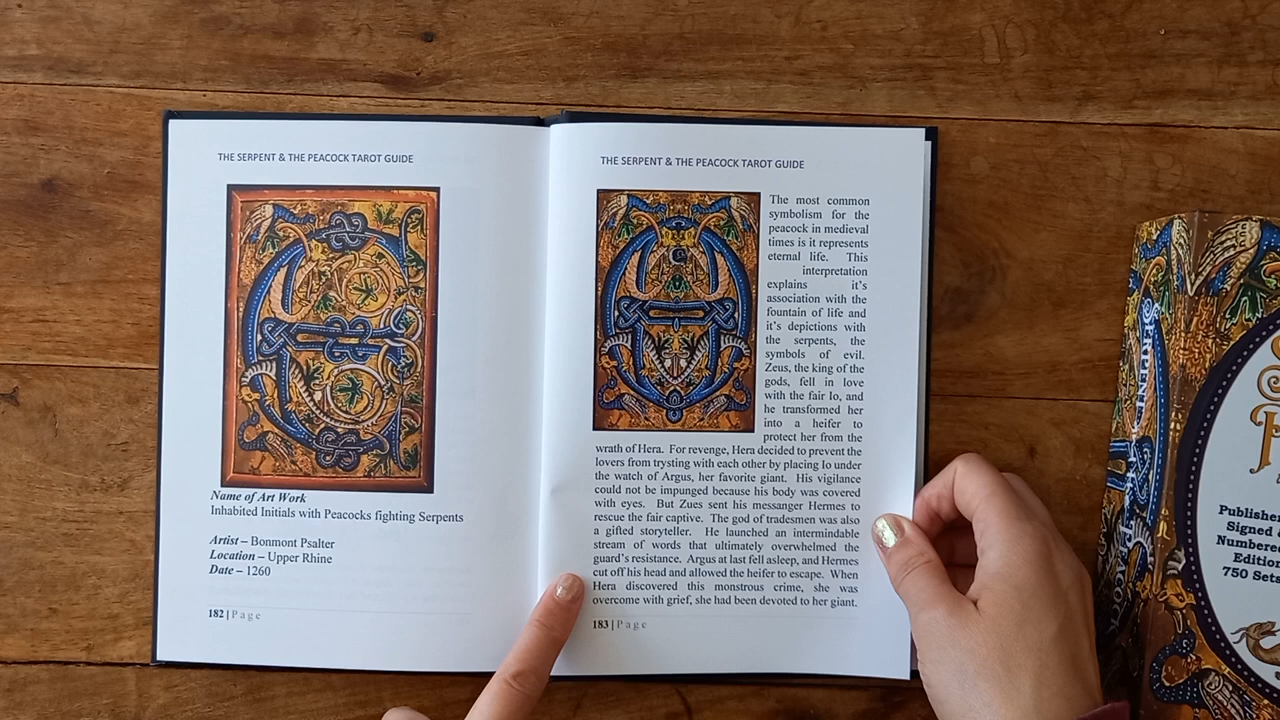 THE SERPENT & THE PEACOCK TAROT GUIDE
Name of Art Work
Inhabited Initials with Peacocks fighting Serpents
Artist – Bonmont Psalter
Location – Upper Rhine
Date – 1260
182 | Page
THE SERPENT & THE PEACOCK TAROT GUIDE
The most common
symbolism for the
peacock in medieval
times is it represents
eternal life. This
interpretation
explains it's
association with the
fountain of life and
it's depictions with
the serpents, the
symbols of evil.
Zeus, the king of the
gods, fell in love
with the fair Io, and
he transformed her
into a heifer to
protect her from the
wrath of Hera. For revenge, Hera decided to prevent the
lovers from trysting with each other by placing Io under
the watch of Argus, her favorite giant. His vigilance
could not be impunged because his body was covered
with eyes. But Zues sent his messanger Hermes to
rescue the fair captive. The god of tradesmen was also
a gifted storyteller. He launched an intermindable
stream of words that ultimately overwhelmed the
guard's resistance. Argus at last fell asleep, and Hermes
cut off his head and allowed the heifer to escape. When
Hera discovered this monstrous crime, she was
overcome with grief, she had been devoted to her giant.
183 | Page
SERPENT
PEACOCK
Publisher
Signed
Numbere
Edition
750 Sets